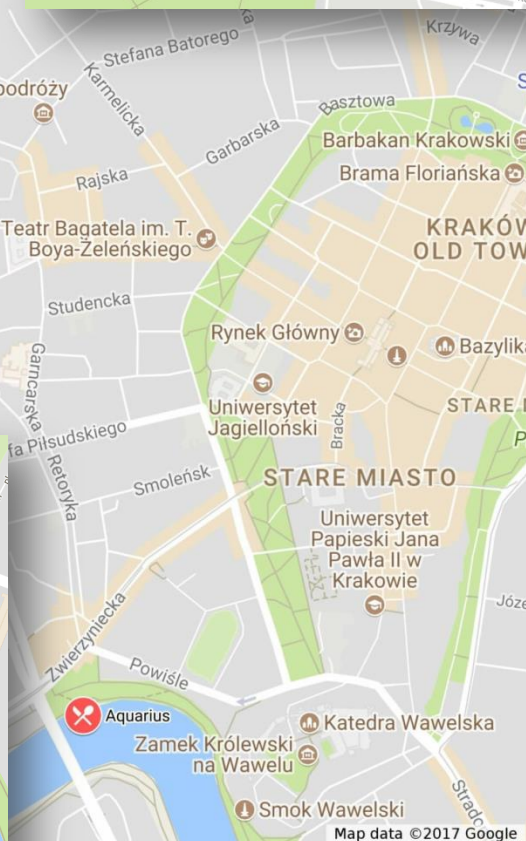 Krzywa
Stefana Batorego
podróży
Karmelicka
Basztowa
Garbarska
Barbakan Krakowski
Rajska
Brama Floriańska
Teatr Bagatela im. T.
Boya-Żeleńskiego
KRAKÓW
OLD TOW
Studencka
Rynek Główny
Bazylika
Garncarska
Uniwersytet
Jagielloński
Bracka
STARE
fa Piłsudskiego
Retoryka
Smoleńsk
STARE MIASTO
Uniwersytet
Papieski Jana
Pawła II w
Krakowie
Józe
Zwierzyniecka
Powiśle
Aquarius
Katedra Wawelska
Zamek Królewski
na Wawelu
Smok Wawelski
Strado
Map data ©2017 Google